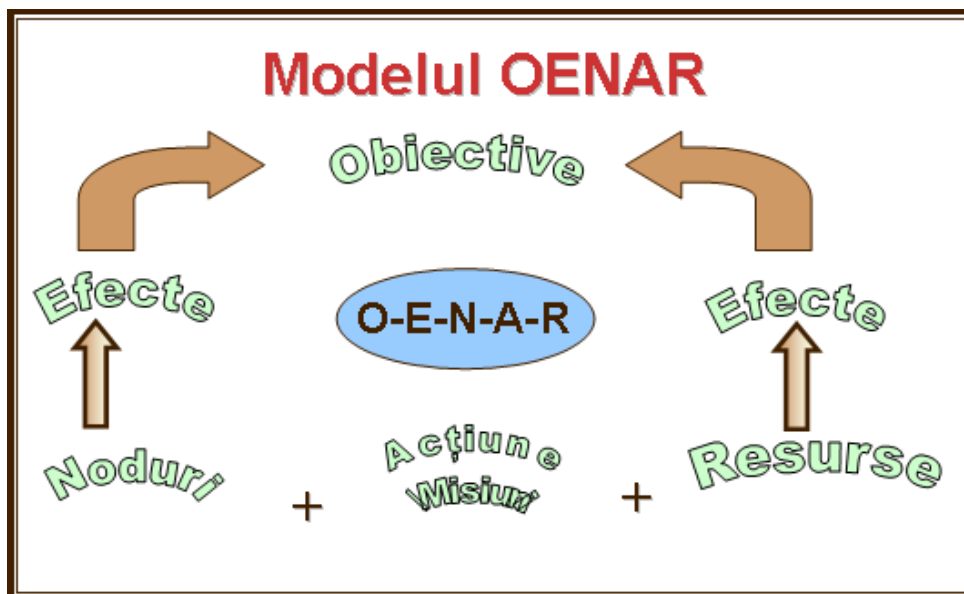 Modelul OENAR
Obiective
Efecte
Efecte
O-E-N-A-R
Noduri
+
Acțiune
\Misiuni
+
Resurse